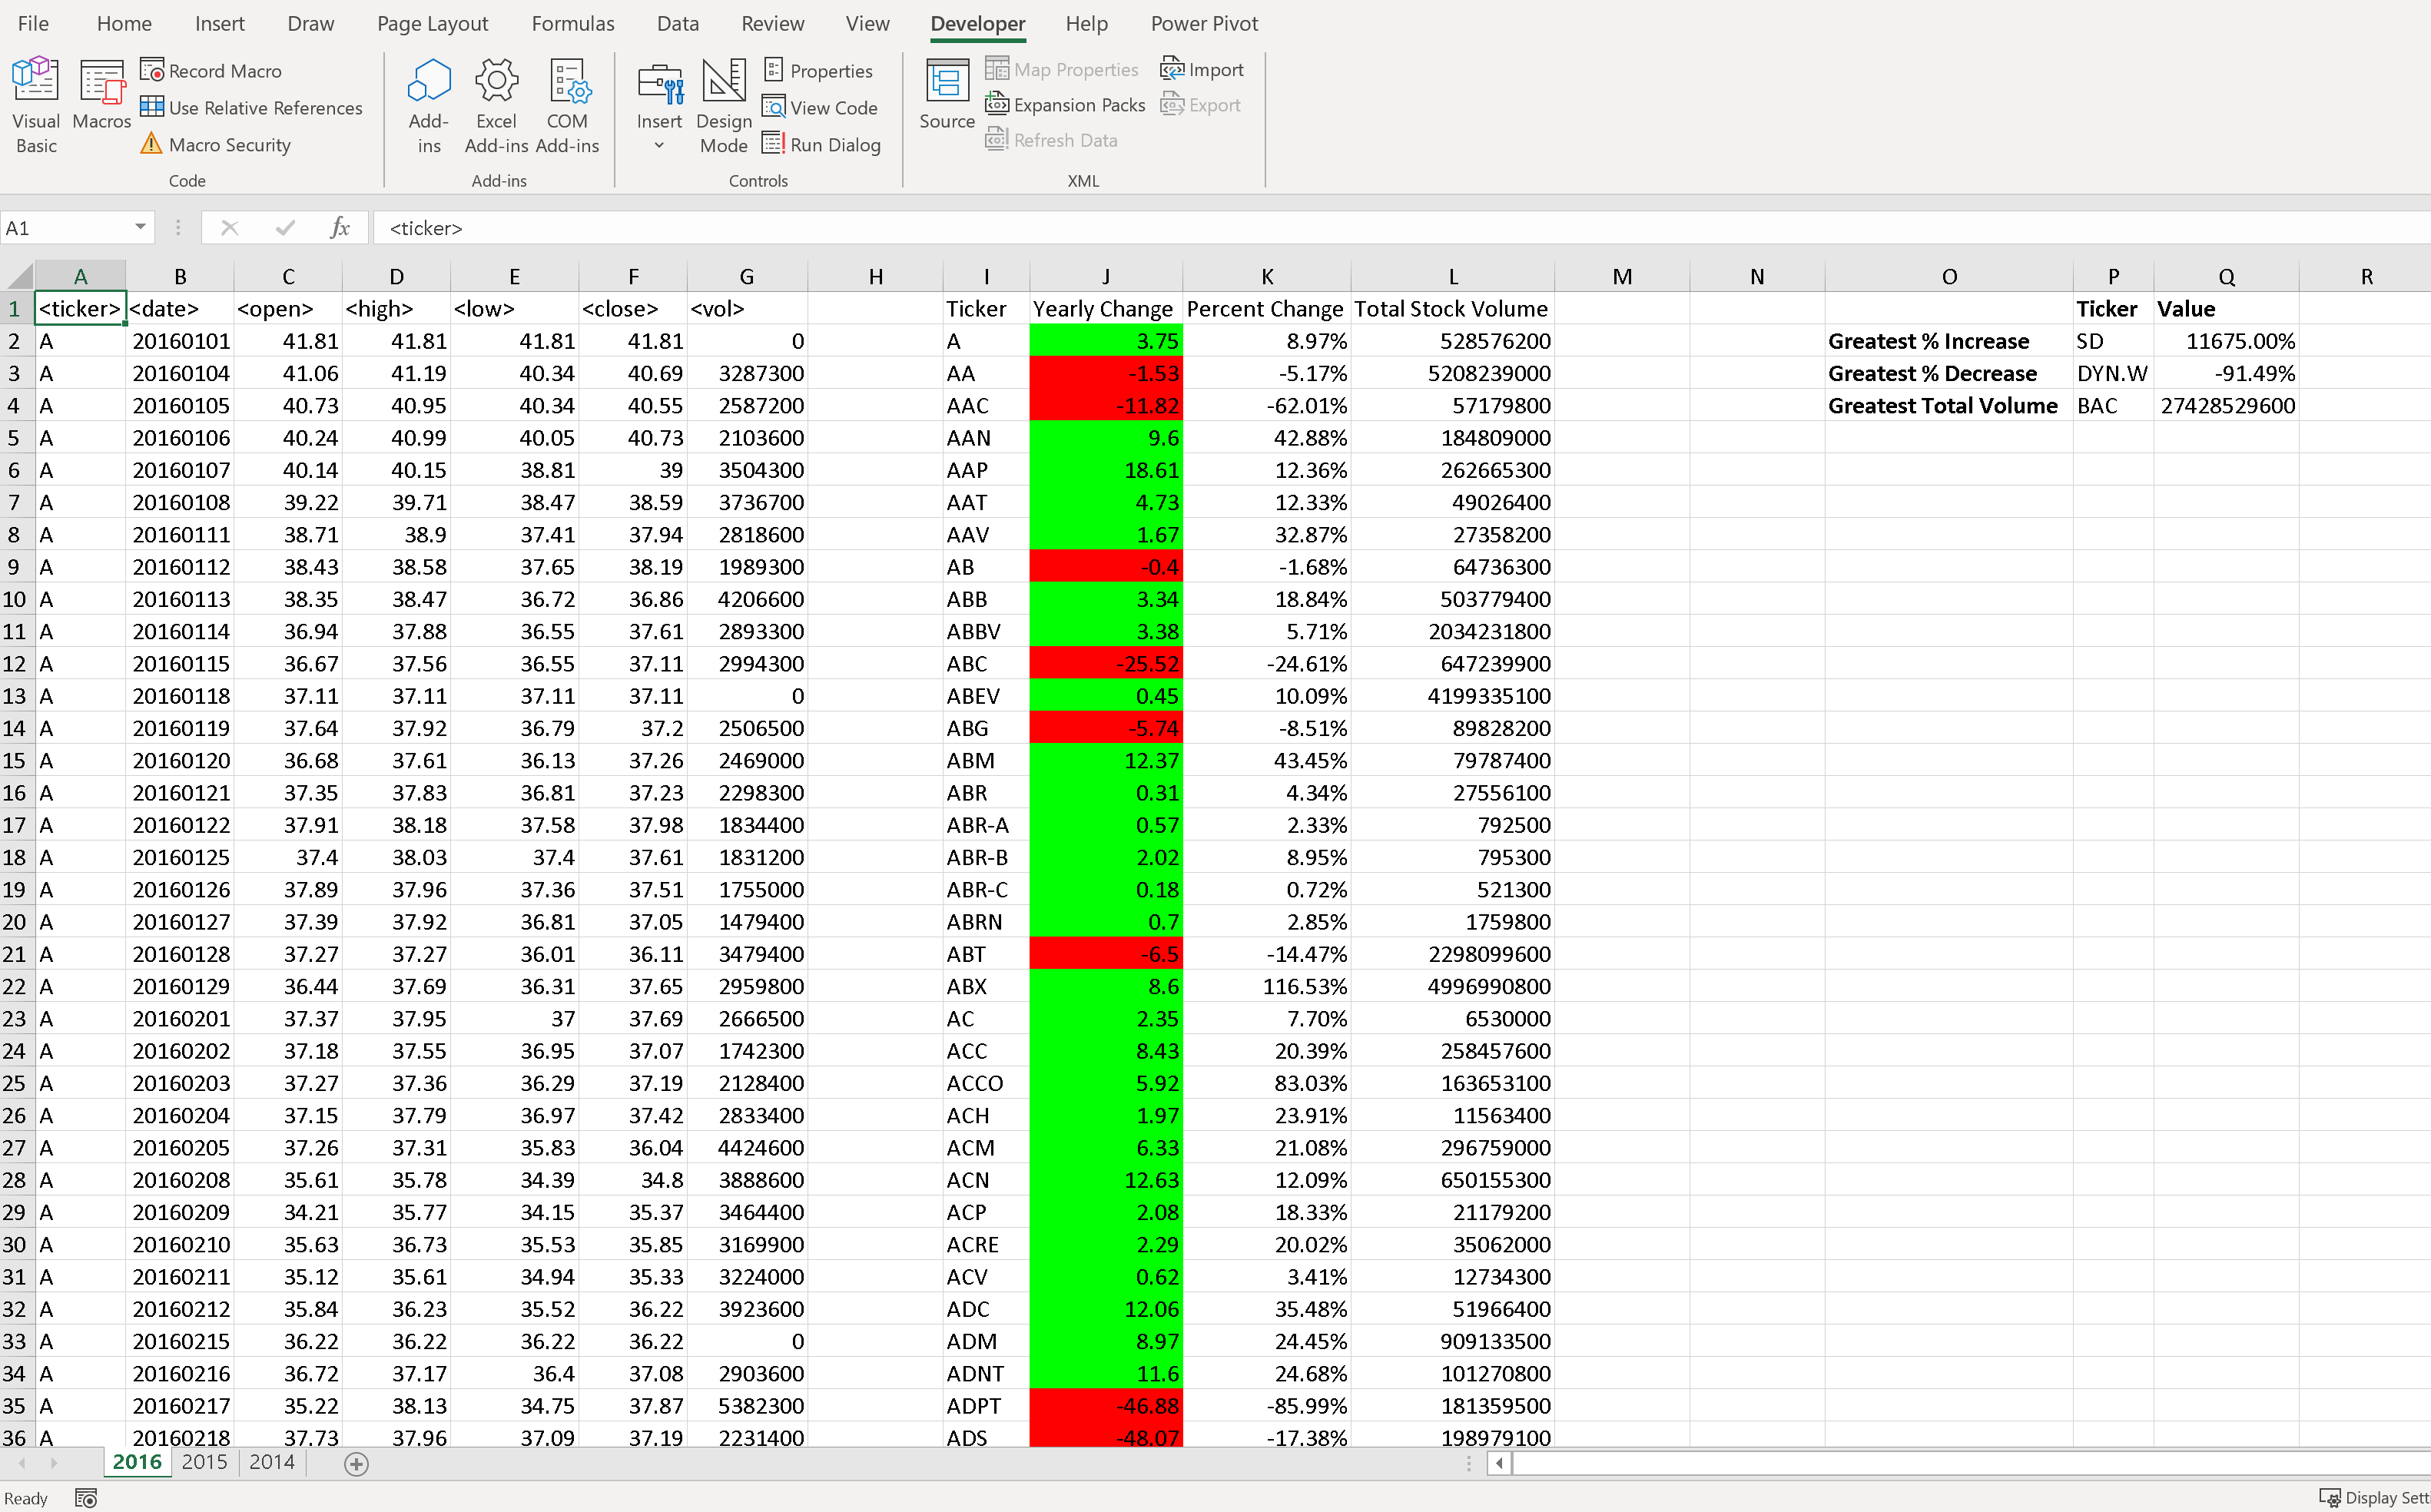 File Home Insert Draw Page Layout Formulas Data Review View Developer Help Power Pivot
Visual Basic
Macros
Record Macro
Use Relative References
Macro Security
Code
Add-ins
Excel Add-ins
COM Add-ins
Add-ins
Insert
Design Mode
Properties
View Code
Run Dialog
Controls
Source
Map Properties
Expansion Packs
Refresh Data
Import
Export
XML
A1 fx <ticker>
A B C D E F G H I J K L M N O P Q R
1 <ticker> <date> <open> <high> <low> <close> <vol> Ticker Yearly Change Percent Change Total Stock Volume Ticker Value
2 A 20160101 41.81 41.81 41.81 41.81 0 A 3.75 8.97% 528576200 Greatest % Increase SD 11675.00%
3 A 20160104 41.06 41.19 40.34 40.69 3287300 AA -1.53 -5.17% 5208239000 Greatest % Decrease DYN.W -91.49%
4 A 20160105 40.73 40.95 40.34 40.55 2587200 AAC -11.82 -62.01% 57179800 Greatest Total Volume BAC 27428529600
5 A 20160106 40.24 40.99 40.05 40.73 2103600 AAN 9.6 42.88% 184809000
6 A 20160107 40.14 40.15 38.81 39 3504300 AAP 18.61 12.36% 262665300
7 A 20160108 39.22 39.71 38.47 38.59 3736700 AAT 4.73 12.33% 49026400
8 A 20160111 38.71 38.9 37.41 37.94 2818600 AAV 1.67 32.87% 27358200
9 A 20160112 38.43 38.58 37.65 38.19 1989300 AB -0.4 -1.68% 64736300
10 A 20160113 38.35 38.47 36.72 36.86 4206600 ABB 3.34 18.84% 503779400
11 A 20160114 36.94 37.88 36.55 37.61 2893300 ABBV 3.38 5.71% 2034231800
12 A 20160115 36.67 37.56 36.55 37.11 2994300 ABC -25.52 -24.61% 647239900
13 A 20160118 37.11 37.11 37.11 37.11 0 ABEV 0.45 10.09% 4199335100
14 A 20160119 37.64 37.92 36.79 37.2 2506500 ABG -5.74 -8.51% 89828200
15 A 20160120 36.68 37.61 36.13 37.26 2469000 ABM 12.37 43.45% 79787400
16 A 20160121 37.35 37.83 36.81 37.23 2298300 ABR 0.31 4.34% 27556100
17 A 20160122 37.91 38.18 37.58 37.98 1834400 ABR-A 0.57 2.33% 792500
18 A 20160125 37.4 38.03 37.4 37.61 1831200 ABR-B 2.02 8.95% 795300
19 A 20160126 37.89 37.96 37.36 37.51 1755000 ABR-C 0.18 0.72% 521300
20 A 20160127 37.39 37.92 36.81 37.05 1479400 ABRN 0.7 2.85% 1759800
21 A 20160128 37.27 37.27 36.01 36.11 3479400 ABT -6.5 -14.47% 2298099600
22 A 20160129 36.44 37.69 36.31 37.65 2959800 ABX 8.6 116.53% 4996990800
23 A 20160201 37.37 37.95 37 37.69 2666500 AC 2.35 7.70% 6530000
24 A 20160202 37.18 37.55 36.95 37.07 1742300 ACC 8.43 20.39% 258457600
25 A 20160203 37.27 37.36 36.29 37.19 2128400 ACCO 5.92 83.03% 163653100
26 A 20160204 37.15 37.79 36.97 37.42 2833400 ACH 1.97 23.91% 11563400
27 A 20160205 37.26 37.31 35.83 36.04 4424600 ACM 6.33 21.08% 296759000
28 A 20160208 35.61 35.78 34.39 34.8 3888600 ACN 12.63 12.09% 650155300
29 A 20160209 34.21 35.77 34.15 35.37 3464400 ACP 2.08 18.33% 21179200
30 A 20160210 35.63 36.73 35.53 35.85 3169900 ACRE 2.29 20.02% 35062000
31 A 20160211 35.12 35.61 34.94 35.33 3224000 ACV 0.62 3.41% 12734300
32 A 20160212 35.84 36.23 35.52 36.22 3923600 ADC 12.06 35.48% 51966400
33 A 20160215 36.22 36.22 36.22 36.22 0 ADM 8.97 24.45% 909133500
34 A 20160216 36.72 37.17 36.4 37.08 2903600 ADNT 11.6 24.68% 101270800
35 A 20160217 35.22 38.13 34.75 37.87 5382300 ADPT -46.88 -85.99% 181359500
36 A 20160218 37.73 37.96 37.09 37.19 2231400 ADS -48.07 -17.38% 198979100
2016 2015 2014
Ready Display Sett